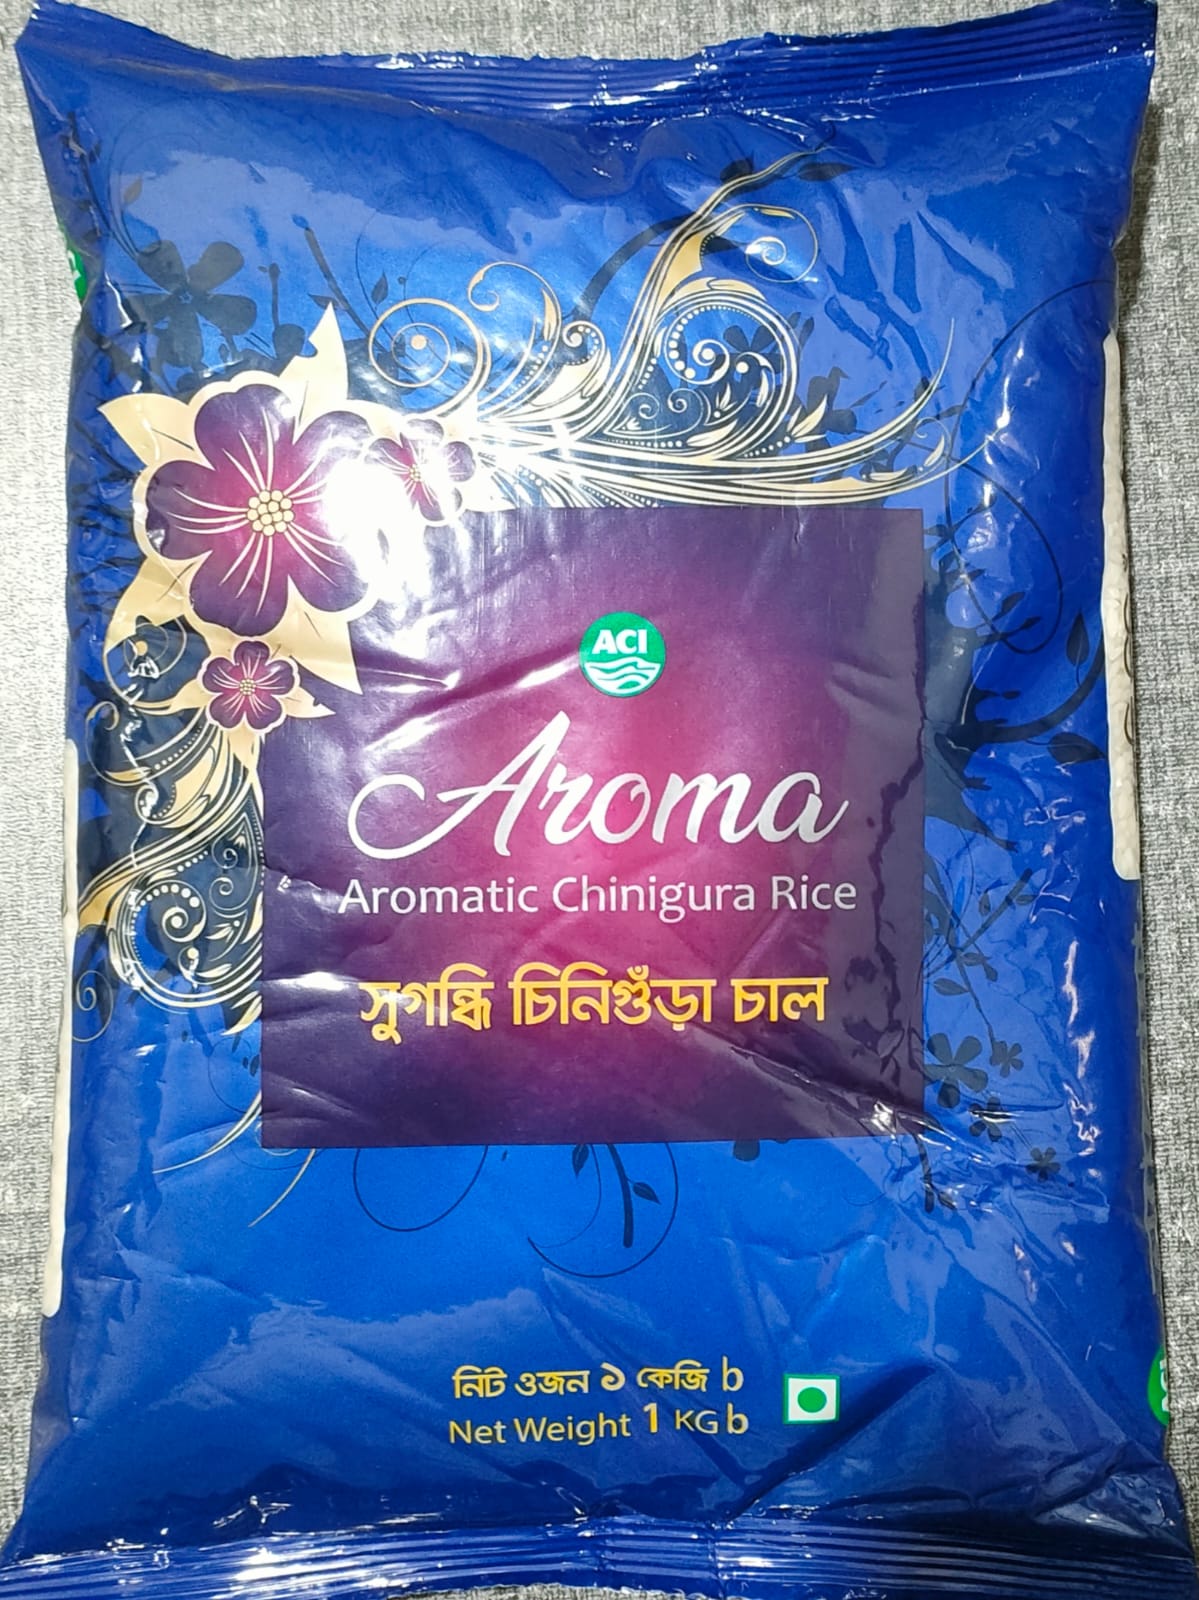 ACI
Aroma
Aromatic Chinigura Rice
সুগন্ধি চিনিগুঁড়া চাল
নিট ওজন ১ কেজি b
Net Weight 1 KG b